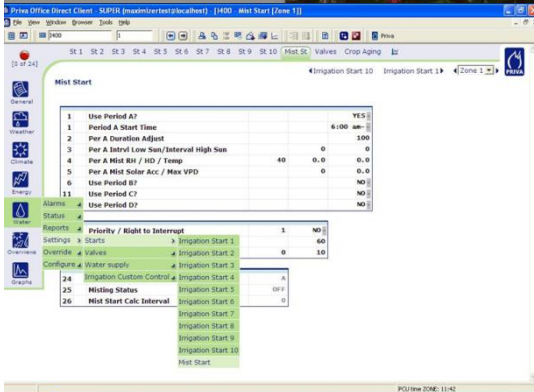 Priva Office Direct Client - SUPER (maximizertest@localhost) - [I400 - Mist Start [Zone 1]]
File View Window Browser Tools Help
I400 1 Priva
[3 of 24] St 1 St 2 St 3 St 4 St 5 St 6 St 7 St 8 St 9 St 10 Mist St Valves Crop Aging
Irrigation Start 10 Irrigation Start 1 Zone 1 PRIVA
Mist Start
General
Weather
Climate
Energy
Water
Overviews
Graphs
1 Use Period A? YES
1 Period A Start Time 6:00 am-
2 Per A Duration Adjust 100
3 Per A Intrvl Low Sun/Interval High Sun 0 0
4 Per A Mist RH / HD / Temp 40 0.0 0.0
5 Per A Mist Solar Acc / Max VPD 0 0.0
6 Use Period B? NO
11 Use Period C? NO
Use Period D? NO
Priority / Right to Interrupt 1 NO
60
0 10
24 A
25 Misting Status OFF
26 Mist Start Calc Interval 0
Alarms
Status
Reports
Settings
Override
Configure
Starts
Valves
Water supply
Irrigation Custom Control
Irrigation Start 1
Irrigation Start 2
Irrigation Start 3
Irrigation Start 4
Irrigation Start 5
Irrigation Start 6
Irrigation Start 7
Irrigation Start 8
Irrigation Start 9
Irrigation Start 10
Mist Start
PCU time ZONE: 11:42